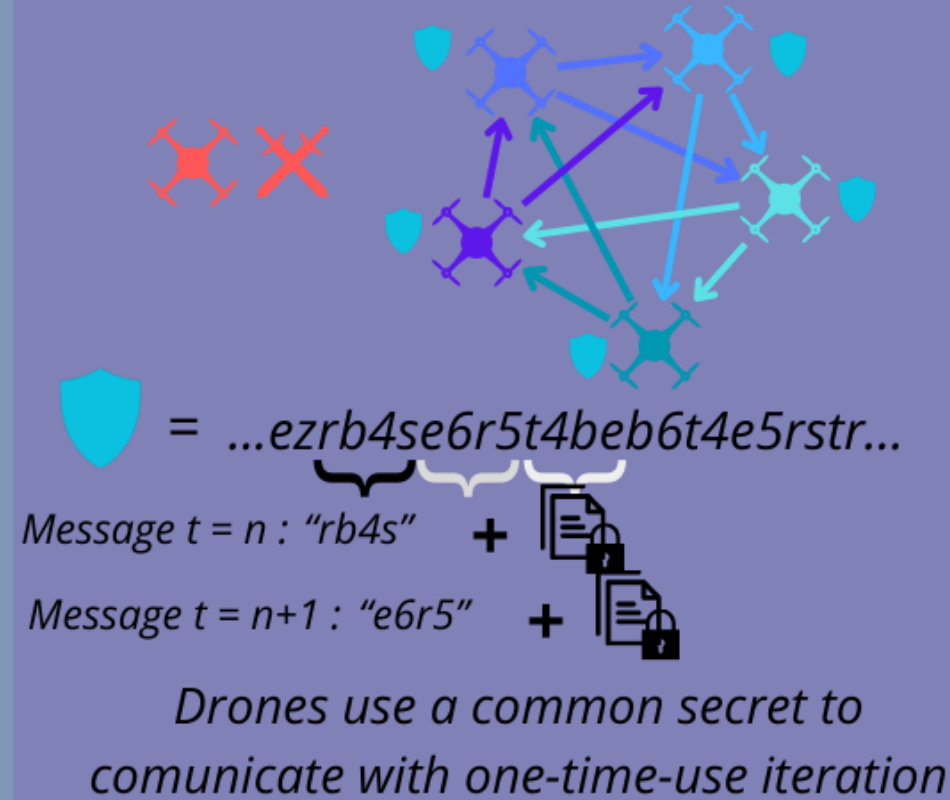 = ...ezrb4se6r5t4beb6t4e5rstr...
Message t = n : “rb4s” +
Message t = n+1 : “e6r5” +
Drones use a common secret to
comunicate with one-time-use iteration